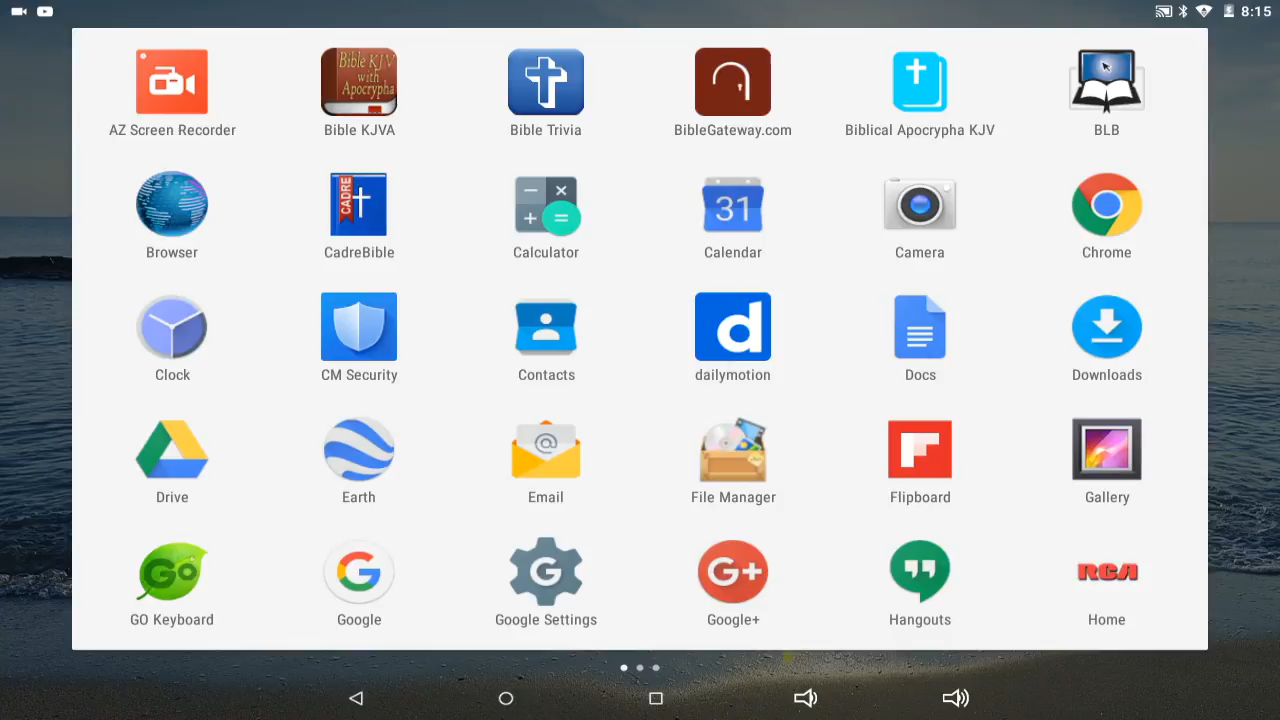 8:15
Bible KJV
with
Apocrypha
AZ Screen Recorder
Bible KJVA
Bible Trivia
BibleGateway.com
Biblical Apocrypha KJV
BLB
CADRE
31
Browser
CadreBible
Calculator
Calendar
Camera
Chrome
d
Clock
CM Security
Contacts
dailymotion
Docs
Downloads
@
Drive
Earth
Email
File Manager
Flipboard
Gallery
GO
G
G
G+
RCA
GO Keyboard
Google
Google Settings
Google+
Hangouts
Home